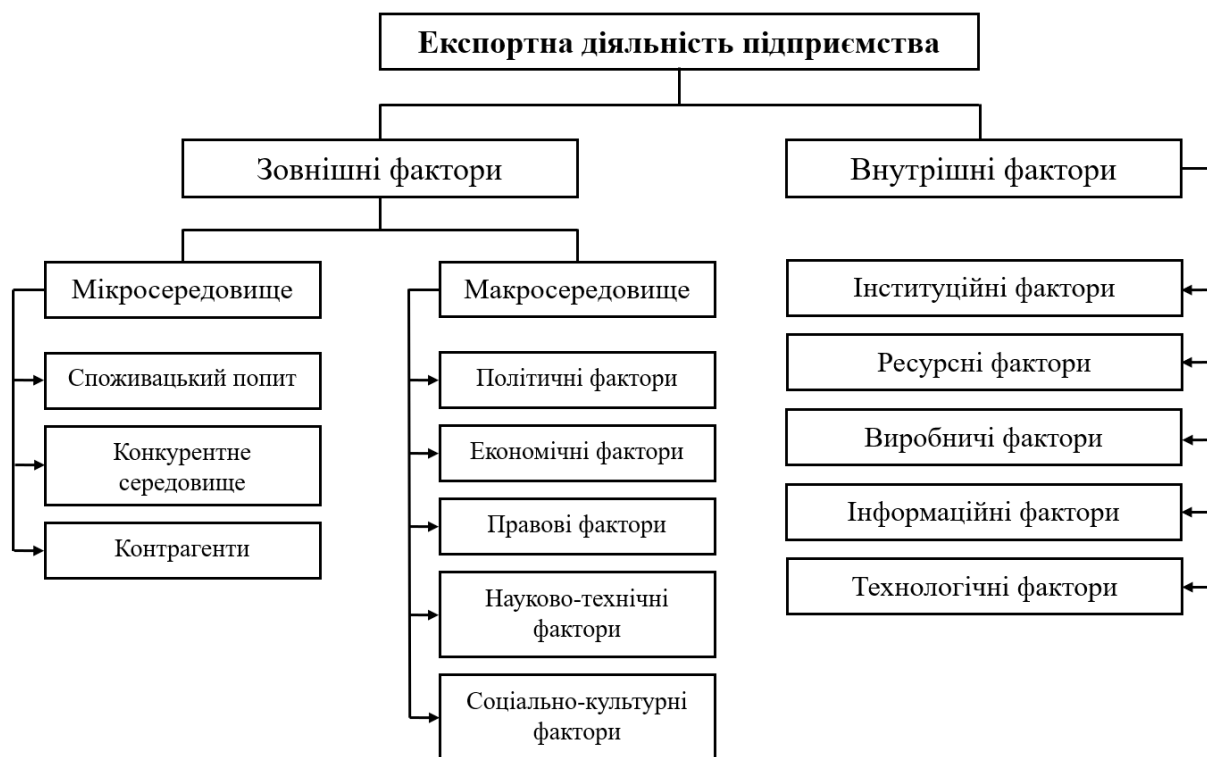 Експортна діяльність підприємства
Зовнішні фактори
Внутрішні фактори
Мікросередовище
Споживацький попит
Конкурентне
середовище
Контрагенти
Макросередовище
Політичні фактори
Економічні фактори
Правові фактори
Науково-технічні
фактори
Соціально-культурні
фактори
Інституційні фактори
Ресурсні фактори
Виробничі фактори
Інформаційні фактори
Технологічні фактори